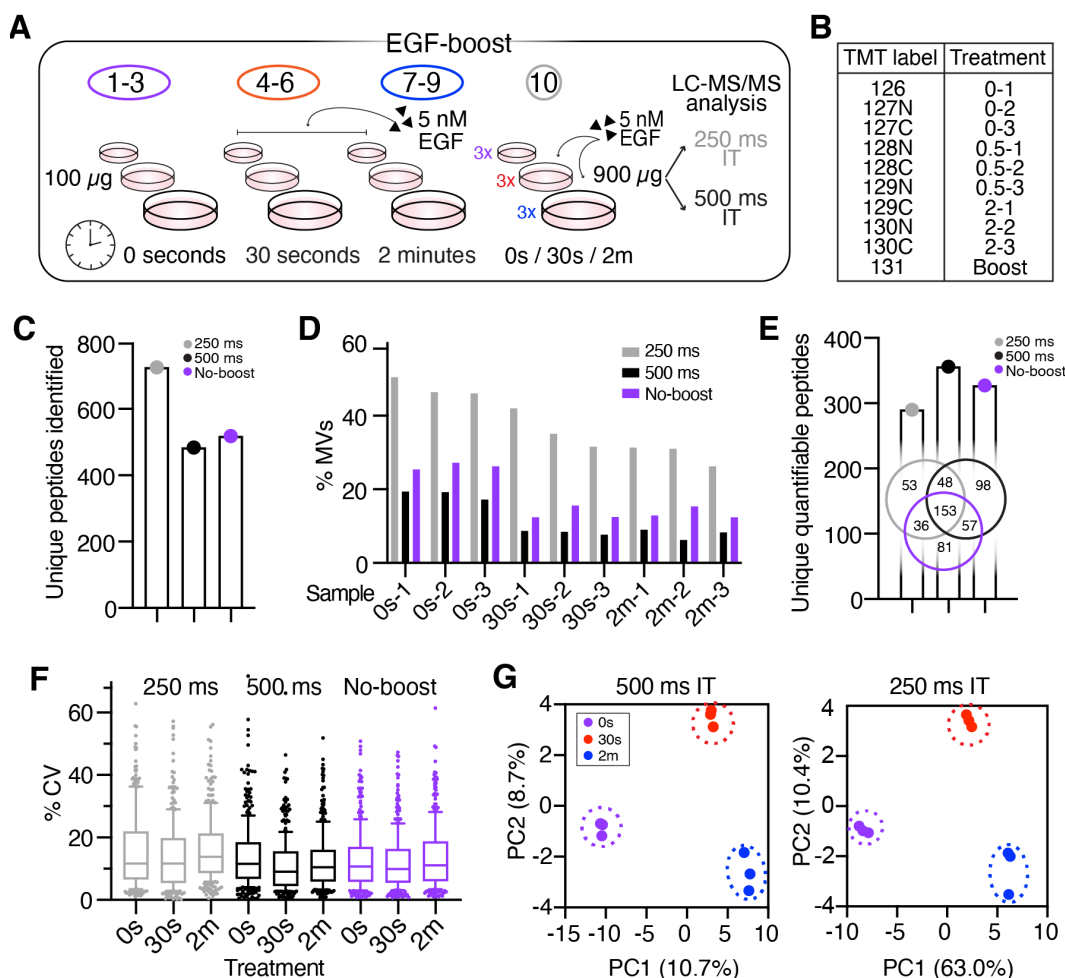 A
EGF-boost
1-3
4-6
7-9
10
5 nM
EGF
5 nM
EGF
LC-MS/MS
analysis
250 ms
IT
500 ms
IT
100 µg
3x
3x
3x
900 µg
0 seconds
30 seconds
2 minutes
0s / 30s / 2m
B
TMT label Treatment
126 0-1
127N 0-2
127C 0-3
128N 0.5-1
128C 0.5-2
129N 0.5-3
129C 2-1
130N 2-2
130C 2-3
131 Boost
C
Unique peptides identified
800
600
400
200
0
250 ms
500 ms
No-boost
D
% MVs
60
40
20
0
250 ms
500 ms
No-boost
Sample
0s-1
0s-2
0s-3
30s-1
30s-2
30s-3
2m-1
2m-2
2m-3
E
Unique quantifiable peptides
400
300
200
100
0
250 ms
500 ms
No-boost
53
48
98
153
36
57
81
F
250 ms
500 ms
No-boost
% CV
60
40
20
0
0s
30s
2m
0s
30s
2m
0s
30s
2m
Treatment
G
500 ms IT
0s
30s
2m
PC2 (8.7%)
4
2
0
-2
-4
-15 -10 -5 0 5 10
PC1 (10.7%)
250 ms IT
PC2 (10.4%)
4
2
0
-2
-4
-10 -5 0 5 10
PC1 (63.0%)